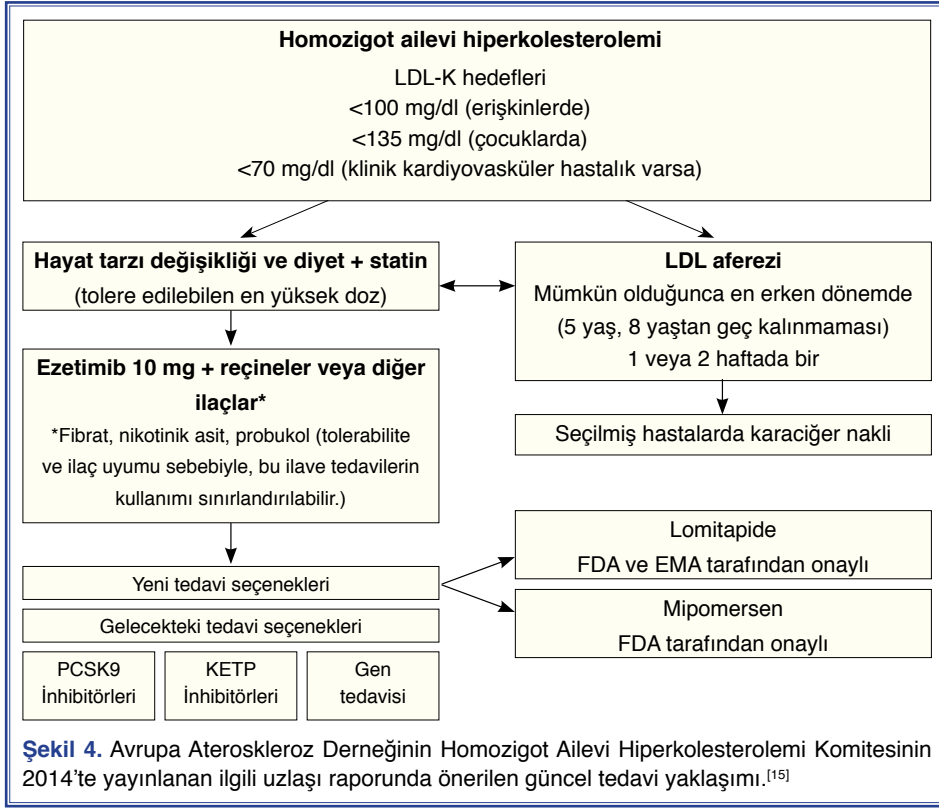 Homozigot ailevi hiperkolesterolemi
LDL-K hedefleri
<100 mg/dl (erişkinlerde)
<135 mg/dl (çocuklarda)
<70 mg/dl (klinik kardiyovasküler hastalık varsa)
Hayat tarzı değişikliği ve diyet + statin
(tolere edilebilen en yüksek doz)
LDL aferezi
Mümkün olduğunca en erken dönemde
(5 yaş, 8 yaştan geç kalınmaması)
1 veya 2 haftada bir
Ezetimib 10 mg + reçineler veya diğer
ilaçlar*
*Fibrat, nikotinik asit, probukol (tolerabilite
ve ilaç uyumu sebebiyle, bu ilave tedavilerin
kullanımı sınırlandırılabilir.)
Seçilmiş hastalarda karaciğer nakli
Yeni tedavi seçenekleri
Lomitapide
FDA ve EMA tarafından onaylı
Mipomersen
FDA tarafından onaylı
Gelecekteki tedavi seçenekleri
PCSK9
İnhibitörleri
KETP
İnhibitörleri
Gen
tedavisi
Şekil 4. Avrupa Ateroskleroz Derneğinin Homozigot Ailevi Hiperkolesterolemi Komitesinin
2014'te yayınlanan ilgili uzlaşı raporunda önerilen güncel tedavi yaklaşımı.[15]